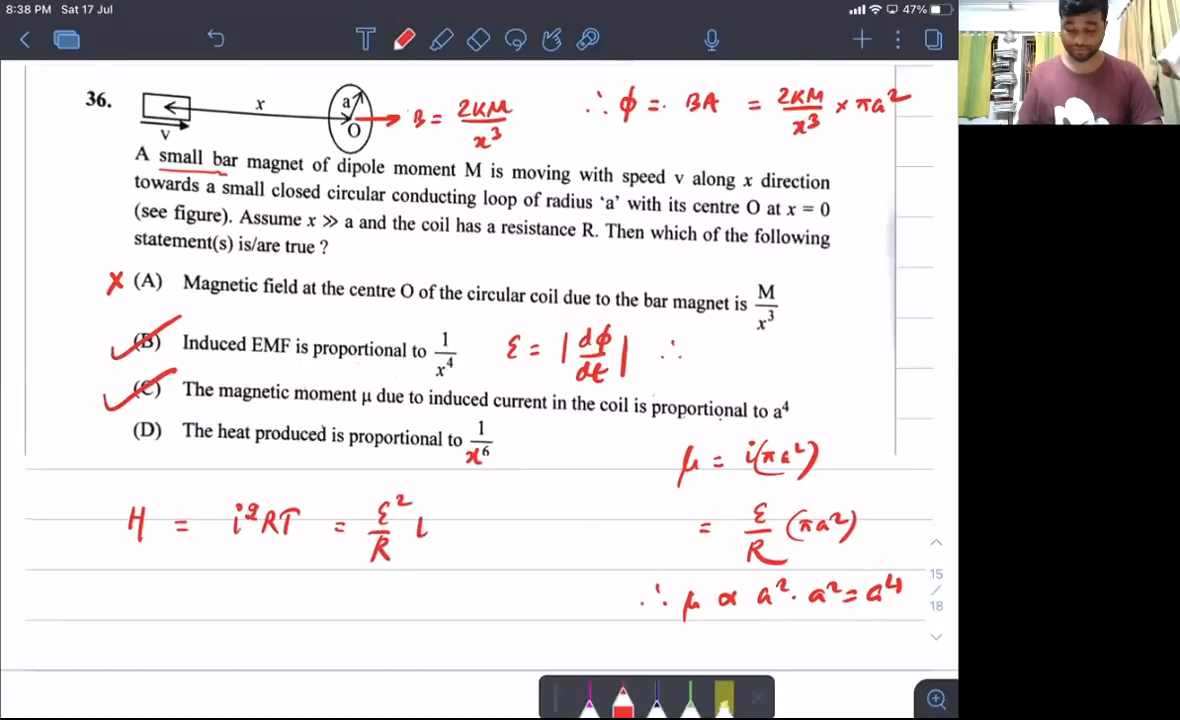 8:38 PM Sat 17 Jul
47%
36.
x
a
O
v
B = 2KM/x³
∴ ϕ = BA = 2KM/x³ × πa²
A small bar magnet of dipole moment M is moving with speed v along x direction
towards a small closed circular conducting loop of radius ‘a’ with its centre O at x = 0
(see figure). Assume x ≫ a and the coil has a resistance R. Then which of the following
statement(s) is/are true ?
(A) Magnetic field at the centre O of the circular coil due to the bar magnet is M/x³
(B) Induced EMF is proportional to 1/x⁴
ε = |dϕ/dt| ∴
(C) The magnetic moment μ due to induced current in the coil is proportional to a⁴
(D) The heat produced is proportional to 1/x⁶
μ = i(πa²)
H = i²RT = ε²/R t
= ε/R (πa²)
∴ μ ∝ a². a² = a⁴
15
/
18